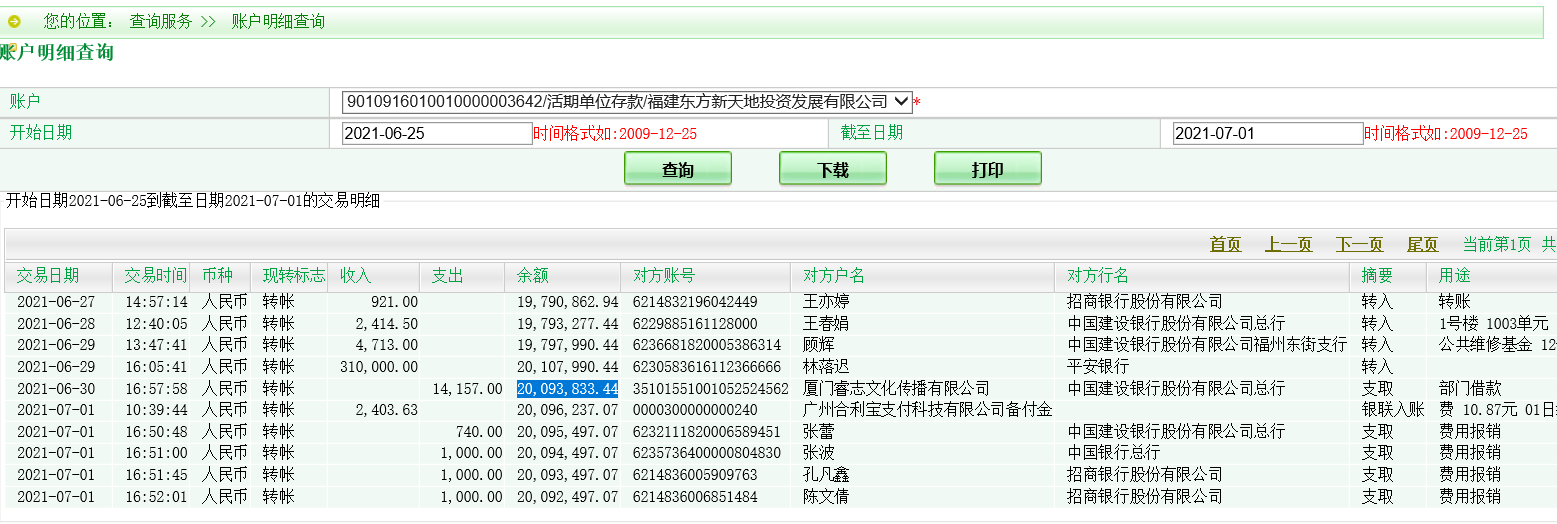 您的位置： 查询服务 >> 账户明细查询
账户明细查询
账户 9010916010010000003642/活期单位存款/福建东方新天地投资发展有限公司 *
开始日期 2021-06-25 时间格式如:2009-12-25 截至日期 2021-07-01 时间格式如:2009-12-25
查询 下载 打印
开始日期2021-06-25到截至日期2021-07-01的交易明细
首页 上一页 下一页 尾页 当前第1页 共
交易日期 交易时间 币种 现转标志 收入 支出 余额 对方账号 对方户名 对方行名 摘要 用途
2021-06-27 14:57:14 人民币 转帐 921.00 19,790,862.94 6214832196042449 王亦婷 招商银行股份有限公司 转入 转账
2021-06-28 12:40:05 人民币 转帐 2,414.50 19,793,277.44 6229885161128000 王春娟 中国建设银行股份有限公司总行 转入 1号楼 1003单元
2021-06-29 13:47:41 人民币 转帐 4,713.00 19,797,990.44 6236681820005386314 顾辉 中国建设银行股份有限公司福州东街支行 转入 公共维修基金 12
2021-06-29 16:05:41 人民币 转帐 310,000.00 20,107,990.44 6230583616112366666 林落迟 平安银行 转入
2021-06-30 16:57:58 人民币 转帐 14,157.00 20,093,833.44 35101551001052524562 厦门睿志文化传播有限公司 中国建设银行股份有限公司总行 支取 部门借款
2021-07-01 10:39:44 人民币 转帐 2,403.63 20,096,237.07 0000300000000240 广州合利宝支付科技有限公司备付金 银联入账 费 10.87元 01日
2021-07-01 16:50:48 人民币 转帐 740.00 20,095,497.07 6232111820006589451 张蕾 中国建设银行股份有限公司总行 支取 费用报销
2021-07-01 16:51:00 人民币 转帐 1,000.00 20,094,497.07 6235736400000804830 张波 中国银行总行 支取 费用报销
2021-07-01 16:51:45 人民币 转帐 1,000.00 20,093,497.07 6214836005909763 孔凡鑫 招商银行股份有限公司 支取 费用报销
2021-07-01 16:52:01 人民币 转帐 1,000.00 20,092,497.07 6214836006851484 陈文倩 招商银行股份有限公司 支取 费用报销